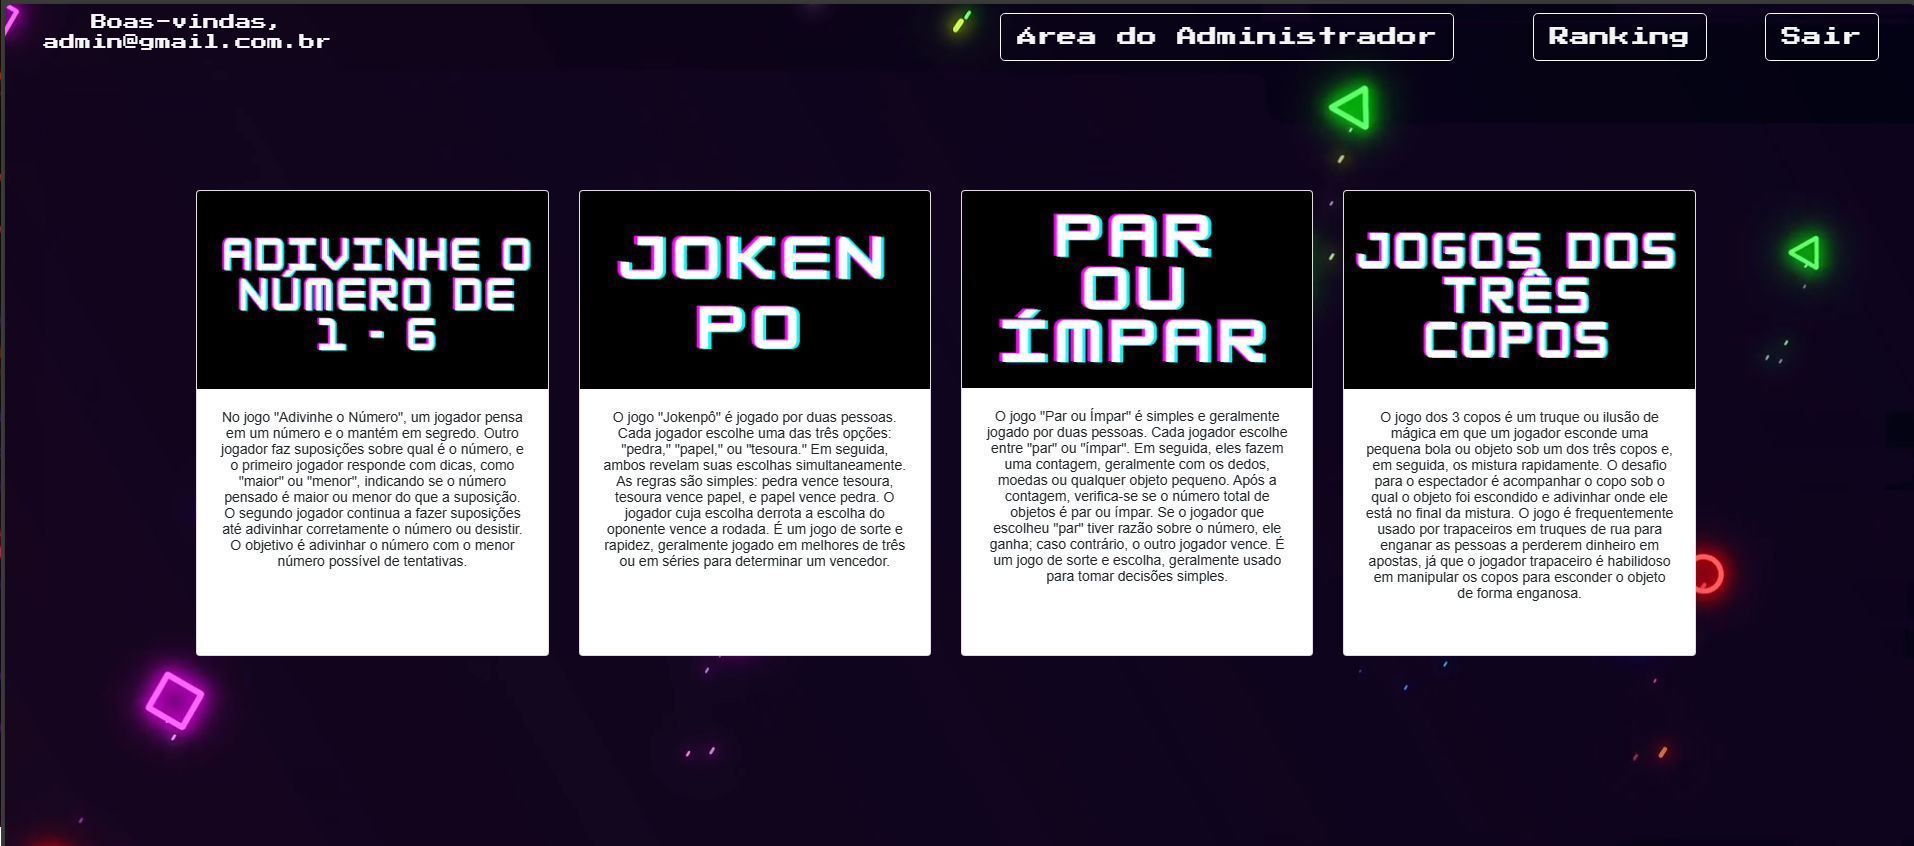 Boas-vindas,
admin@gmail.com.br
Área do Administrador
Ranking
Sair
ADIVINHE O
NÚMERO DE
1 - 6
No jogo "Adivinhe o Número", um jogador pensa
em um número e o mantém em segredo. Outro
jogador faz suposições sobre qual é o número, e
o primeiro jogador responde com dicas, como
"maior" ou "menor", indicando se o número
pensado é maior ou menor do que a suposição.
O segundo jogador continua a fazer suposições
até adivinhar corretamente o número ou desistir.
O objetivo é adivinhar o número com o menor
número possível de tentativas.
JOKEN
PO
O jogo "Jokenpô" é jogado por duas pessoas.
Cada jogador escolhe uma das três opções:
"pedra," "papel," ou "tesoura." Em seguida,
ambos revelam suas escolhas simultaneamente.
As regras são simples: pedra vence tesoura,
tesoura vence papel, e papel vence pedra. O
jogador cuja escolha derrota a escolha do
oponente vence a rodada. É um jogo de sorte e
rapidez, geralmente jogado em melhores de três
ou em séries para determinar um vencedor.
PAR
OU
ÍMPAR
O jogo "Par ou Ímpar" é simples e geralmente
jogado por duas pessoas. Cada jogador escolhe
entre "par" ou "ímpar". Em seguida, eles fazem
uma contagem, geralmente com os dedos,
moedas ou qualquer objeto pequeno. Após a
contagem, verifica-se se o número total de
objetos é par ou ímpar. Se o jogador que
escolheu "par" tiver razão sobre o número, ele
ganha; caso contrário, o outro jogador vence. É
um jogo de sorte e escolha, geralmente usado
para tomar decisões simples.
JOGOS DOS
TRÊS
COPOS
O jogo dos 3 copos é um truque ou ilusão de
mágica em que um jogador esconde uma
pequena bola ou objeto sob um dos três copos e,
em seguida, os mistura rapidamente. O desafio
para o espectador é acompanhar o copo sob o
qual o objeto foi escondido e adivinhar onde ele
está no final da mistura. O jogo é frequentemente
usado por trapaceiros em truques de rua para
enganar as pessoas a perderem dinheiro em
apostas, já que o jogador trapaceiro é habilidoso
em manipular os copos para esconder o objeto
de forma enganosa.